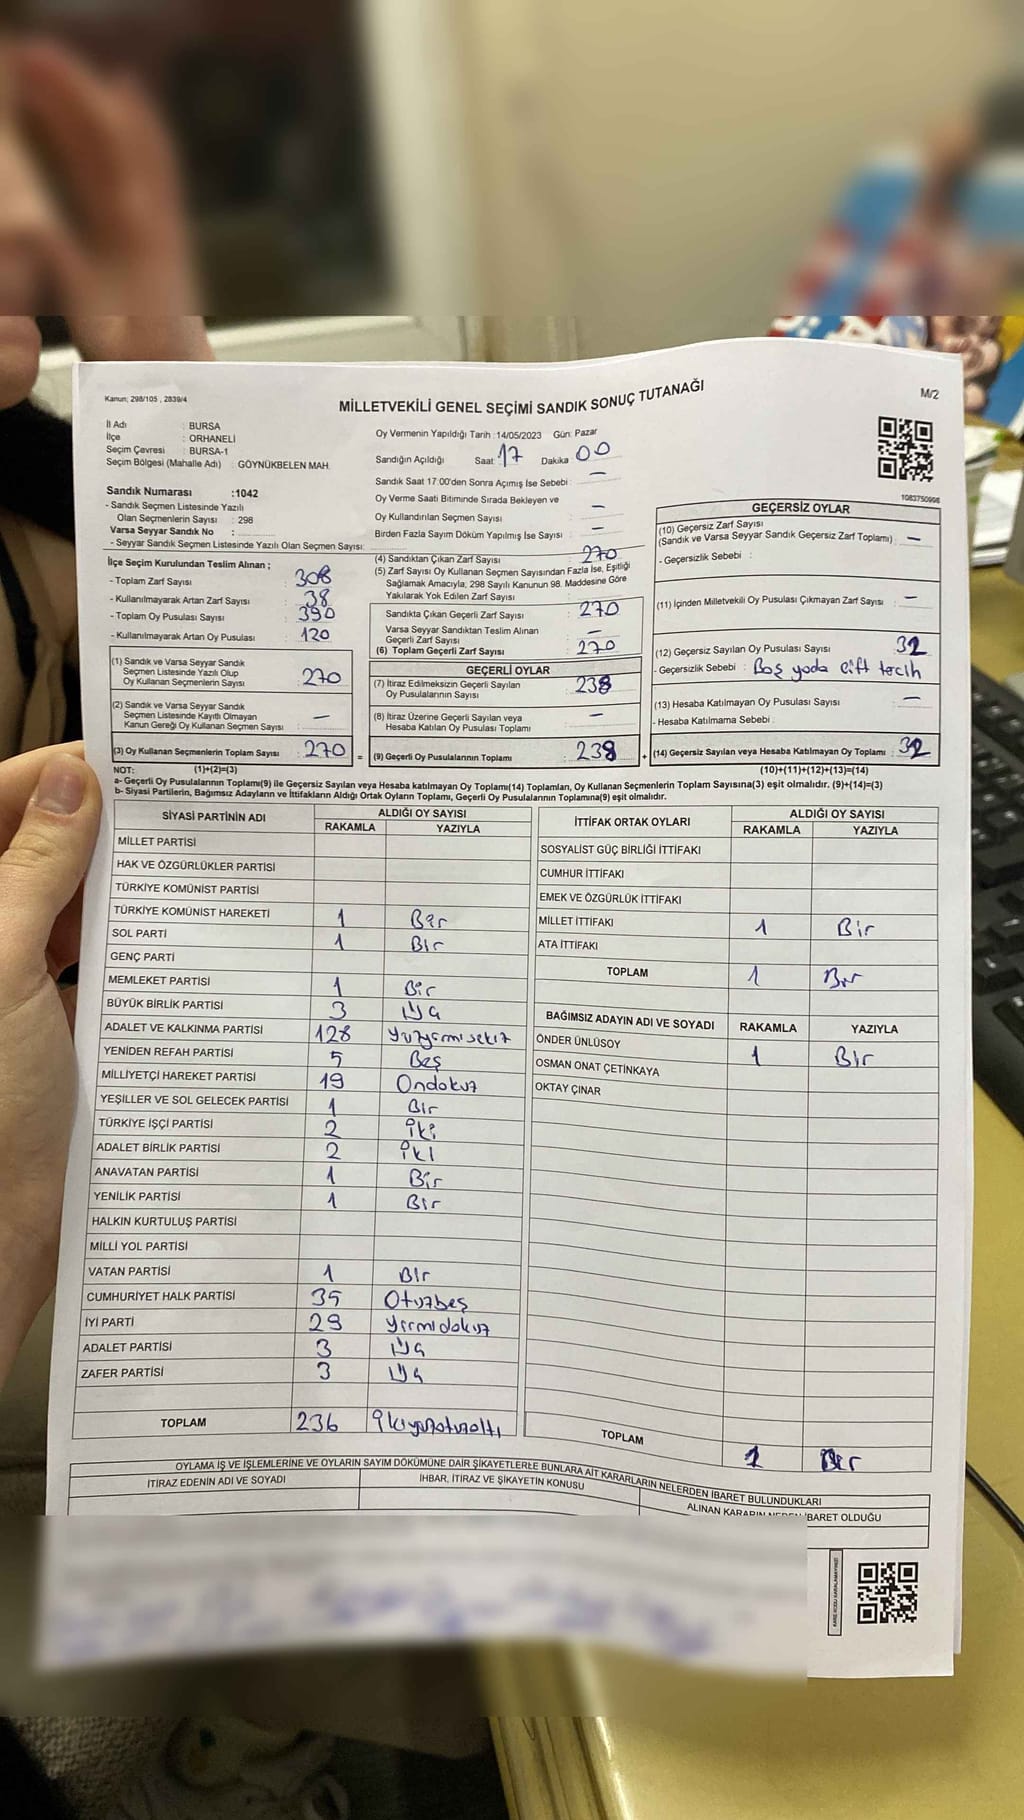 Kanun; 298/105 , 2839/4
MİLLETVEKİLİ GENEL SEÇİMİ SANDIK SONUÇ TUTANAĞI
M/2
İl Adı : BURSA
İlçe : ORHANELİ
Seçim Çevresi : BURSA-1
Seçim Bölgesi (Mahalle Adı) : GÖYNÜKBELEN MAH.
Sandık Numarası :1042
- Sandık Seçmen Listesinde Yazılı
Olan Seçmenlerin Sayısı : 298
Varsa Seyyar Sandık No :
- Seyyar Sandık Seçmen Listesinde Yazılı Olan Seçmen Sayısı:
Oy Vermenin Yapıldığı Tarih :14/05/2023 Gün: Pazar
Sandığın Açıldığı Saat: 17 Dakika 00
Sandık Saat 17.00'den Sonra Açımış İse Sebebi : —
Oy Verme Saati Bitiminde Sırada Bekleyen ve
Oy Kullandırılan Seçmen Sayısı —
Birden Fazla Sayım Döküm Yapılmış İse Sayısı —
1083750998
İlçe Seçim Kurulundan Teslim Alınan ;
- Toplam Zarf Sayısı : 308
- Kullanılmayarak Artan Zarf Sayısı : 38
- Toplam Oy Pusulası Sayısı : 390
- Kullanılmayarak Artan Oy Pusulası : 120
(1) Sandık ve Varsa Seyyar Sandık
Seçmen Listesinde Yazılı Olup
Oy Kullanan Seçmenlerin Sayısı : 270
(2) Sandık ve Varsa Seyyar Sandık
Seçmen Listesinde Kayıtlı Olmayan
Kanun Gereği Oy Kullanan Seçmen Sayısı : —
(3) Oy Kullanan Seçmenlerin Toplam Sayısı : 270
(1)+(2)=(3)
(4) Sandıktan Çıkan Zarf Sayısı : 270
(5) Zarf Sayısı Oy Kullanan Seçmen Sayısından Fazla İse, Eşitliği
Sağlamak Amacıyla, 298 Sayılı Kanunun 98. Maddesine Göre
Yakılarak Yok Edilen Zarf Sayısı :
Sandıkta Çıkan Geçerli Zarf Sayısı : 270
Varsa Seyyar Sandıktan Teslim Alınan
Geçerli Zarf Sayısı : —
(6) Toplam Geçerli Zarf Sayısı : 270
GEÇERLİ OYLAR
(7) İtiraz Edilmeksizin Geçerli Sayılan
Oy Pusulalarının Sayısı : 238
(8) İtiraz Üzerine Geçerli Sayılan veya
Hesaba Katılan Oy Pusulası Toplamı : —
= (9) Geçerli Oy Pusulalarının Toplamı : 238
GEÇERSİZ OYLAR
(10) Geçersiz Zarf Sayısı
(Sandık ve Varsa Seyyar Sandık Geçersiz Zarf Toplamı) : —
- Geçersizlik Sebebi :
(11) İçinden Milletvekili Oy Pusulası Çıkmayan Zarf Sayısı : —
(12) Geçersiz Sayılan Oy Pusulası Sayısı : 32
- Geçersizlik Sebebi : Boş yada çift tercih
(13) Hesaba Katılmayan Oy Pusulası Sayısı : —
- Hesaba Katılmama Sebebi :
+ (14) Geçersiz Sayılan veya Hesaba Katılmayan Oy Toplamı : 32
(10)+(11)+(12)+(13)=(14)
NOT:
a- Geçerli Oy Pusulalarının Toplamı(9) ile Geçersiz Sayılan veya Hesaba katılmayan Oy Toplamı(14) Toplamları, Oy Kullanan Seçmenlerin Toplam Sayısına(3) eşit olmalıdır. (9)+(14)=(3)
b- Siyasi Partilerin, Bağımsız Adayların ve İttifakların Aldığı Ortak Oyların Toplamı, Geçerli Oy Pusulalarının Toplamına(9) eşit olmalıdır.
SİYASİ PARTİNİN ADI ALDIĞI OY SAYISI
RAKAMLA YAZIYLA
MİLLET PARTİSİ
HAK VE ÖZGÜRLÜKLER PARTİSİ
TÜRKİYE KOMÜNİST PARTİSİ
TÜRKİYE KOMÜNİST HAREKETİ 1 Bir
SOL PARTİ 1 Bir
GENÇ PARTİ
MEMLEKET PARTİSİ 1 Bir
BÜYÜK BİRLİK PARTİSİ 3 Üç
ADALET VE KALKINMA PARTİSİ 128 Yüzyirmisekiz
YENİDEN REFAH PARTİSİ 5 Beş
MİLLİYETÇİ HAREKET PARTİSİ 19 Ondokuz
YEŞİLLER VE SOL GELECEK PARTİSİ 1 Bir
TÜRKİYE İŞÇİ PARTİSİ 2 İki
ADALET BİRLİK PARTİSİ 2 İki
ANAVATAN PARTİSİ 1 Bir
YENİLİK PARTİSİ 1 Bir
HALKIN KURTULUŞ PARTİSİ
MİLLİ YOL PARTİSİ
VATAN PARTİSİ 1 Bir
CUMHURİYET HALK PARTİSİ 35 Otuzbeş
İYİ PARTİ 29 Yirmidokuz
ADALET PARTİSİ 3 Üç
ZAFER PARTİSİ 3 Üç
TOPLAM 236 İkiyüzotuzaltı
İTTİFAK ORTAK OYLARI ALDIĞI OY SAYISI
RAKAMLA YAZIYLA
SOSYALİST GÜÇ BİRLİĞİ İTTİFAKI
CUMHUR İTTİFAKI
EMEK VE ÖZGÜRLÜK İTTİFAKI
MİLLET İTTİFAKI 1 Bir
ATA İTTİFAKI
TOPLAM 1 Bir
BAĞIMSIZ ADAYIN ADI VE SOYADI RAKAMLA YAZIYLA
ÖNDER ÜNLÜSOY 1 Bir
OSMAN ONAT ÇETİNKAYA
OKTAY ÇINAR
TOPLAM 1 Bir
OYLAMA İŞ VE İŞLEMLERİNE VE OYLARIN SAYIM DÖKÜMÜNE DAİR ŞİKAYETLERLE BUNLARA AİT KARARLARIN NELERDEN İBARET BULUNDUKLARI
İTİRAZ EDENİN ADI VE SOYADI İHBAR, İTİRAZ VE ŞİKAYETİN KONUSU ALINAN KARARIN NEDEN İBARET OLDUĞU